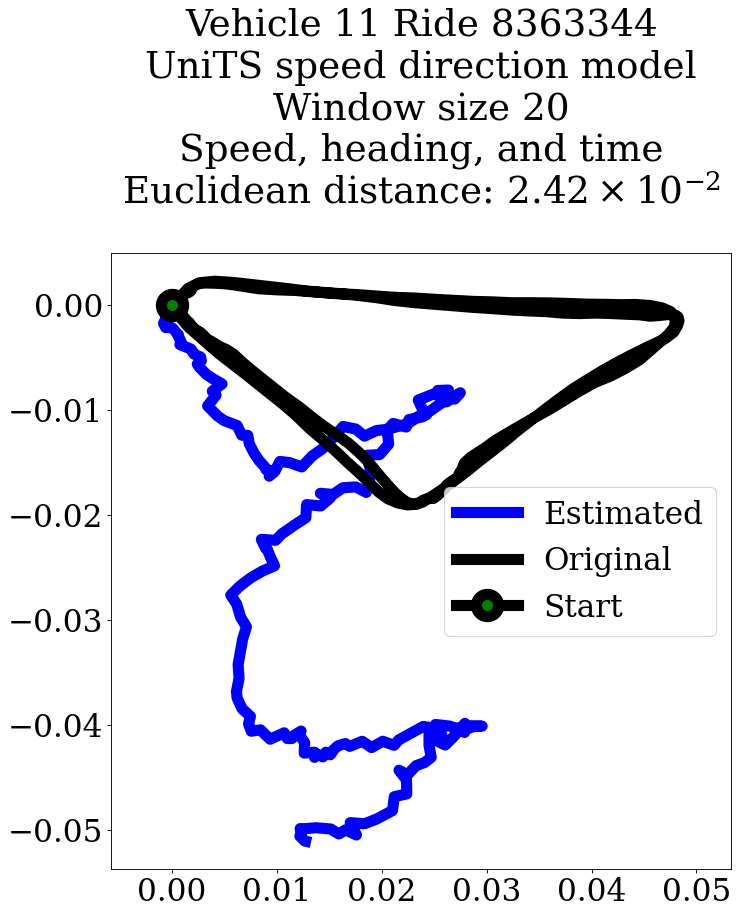 Vehicle 11 Ride 8363344
UniTS speed direction model
Window size 20
Speed, heading, and time
Euclidean distance: $2.42 \times 10^{-2}$
0.00
−0.01
−0.02
−0.03
−0.04
−0.05
Estimated
Original
Start
0.00 0.01 0.02 0.03 0.04 0.05